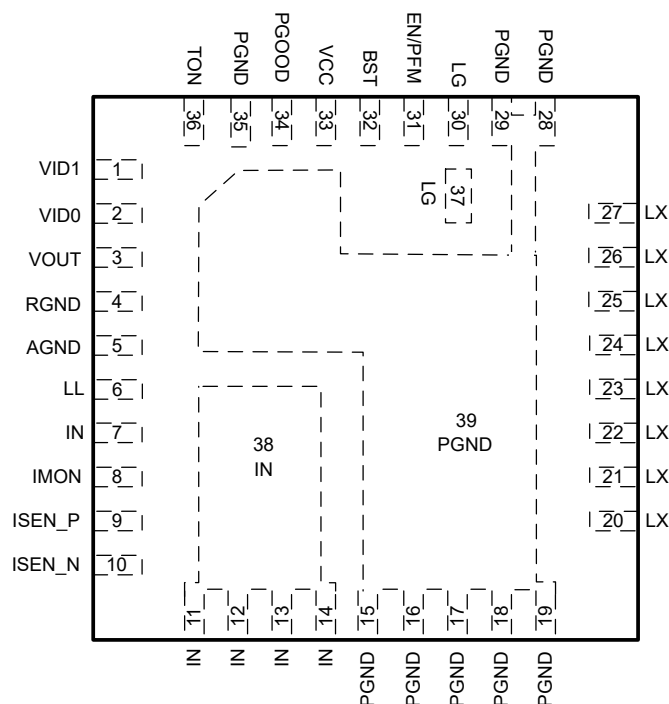 TON
PGND
PGOOD
VCC
BST
EN/PFM
LG
PGND
PGND
36
35
34
33
32
31
30
29
28
VID1 1
VID0 2
VOUT 3
RGND 4
AGND 5
LL 6
IN 7
IMON 8
ISEN_P 9
ISEN_N 10
LG 37
38
IN
39
PGND
27 LX
26 LX
25 LX
24 LX
23 LX
22 LX
21 LX
20 LX
11
12
13
14
15
16
17
18
19
IN
IN
IN
IN
PGND
PGND
PGND
PGND
PGND